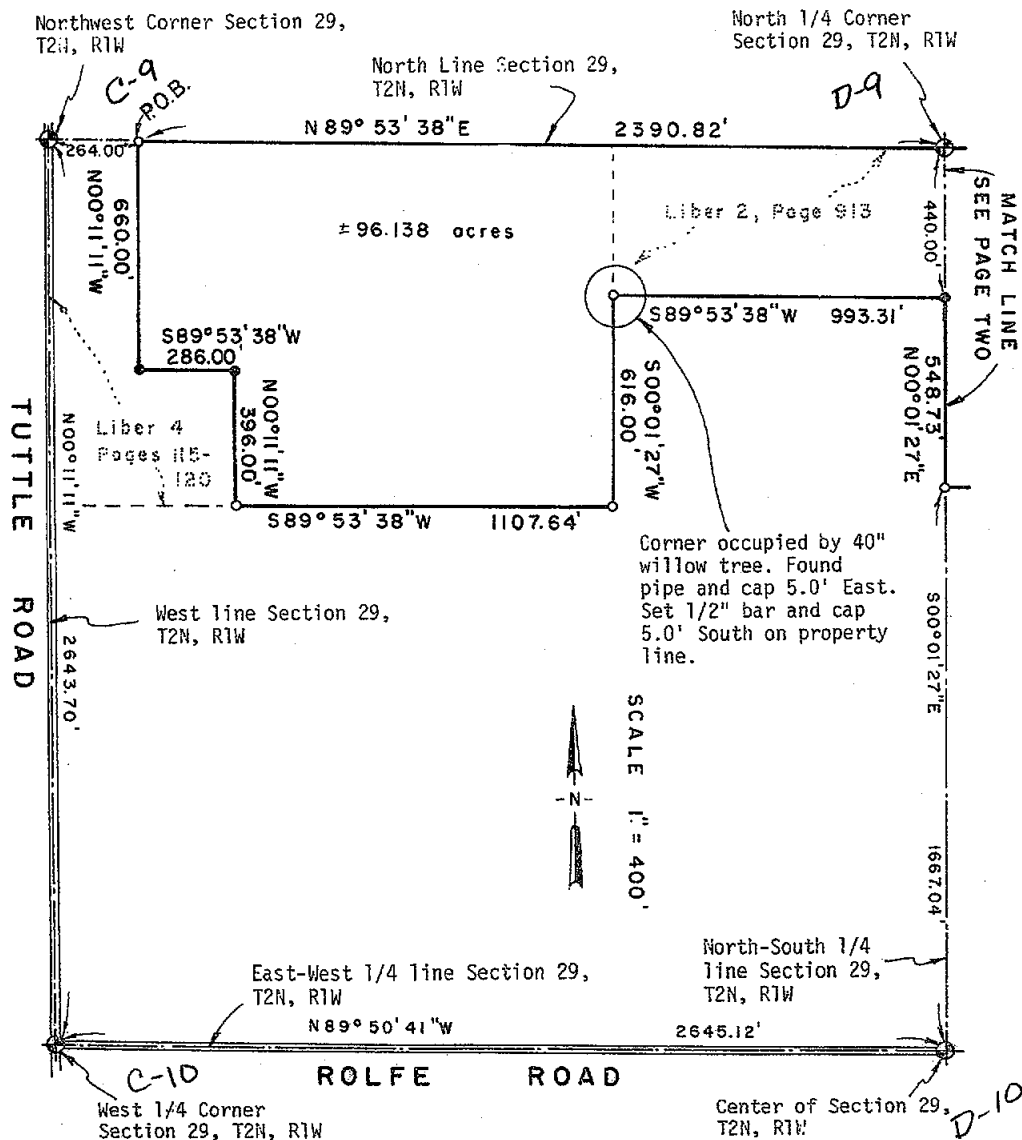 Northwest Corner Section 29,
T2N, R1W
North 1/4 Corner
Section 29, T2N, R1W
North Line Section 29,
T2N, R1W
C-9
P.O.B.
D-9
N 89° 53' 38"E 2390.82'
264.00'
N00°11'11"W
660.00'
± 96.138 acres
Liber 2, Page 913
440.00'
MATCH LINE
SEE PAGE TWO
S89°53'38"W 993.31'
S89°53'38"W
286.00'
548.73'
N00°01'27"E
S00°01'27"W
616.00'
N00°11'11"W
396.00'
Liber 4
Pages 115-
120
N00°11'11"W
S89°53'38"W 1107.64'
TUTTLE ROAD
Corner occupied by 40"
willow tree. Found
pipe and cap 5.0' East.
Set 1/2" bar and cap
5.0' South on property
line.
West line Section 29,
T2N, R1W
2643.70'
S00°01'27"E
SCALE 1" = 400'
-N-
1667.04'
East-West 1/4 line Section 29,
T2N, R1W
North-South 1/4
line Section 29,
T2N, R1W
N89°50'41"W 2645.12'
ROLFE ROAD
C-10
West 1/4 Corner
Section 29, T2N, R1W
Center of Section 29,
T2N, R1W
D-10